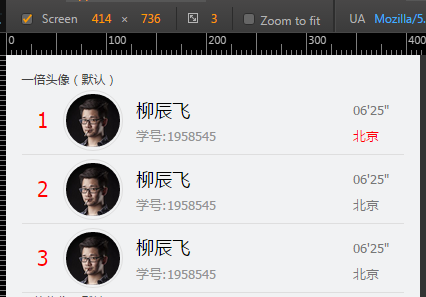 Screen 414 × 736 3 Zoom to fit UA Mozilla/5.
0 100 200 300 400
一倍头像（默认）
1 柳辰飞 06'25"
学号:1958545 北京
2 柳辰飞 06'25"
学号:1958545 北京
3 柳辰飞 06'25"
学号:1958545 北京